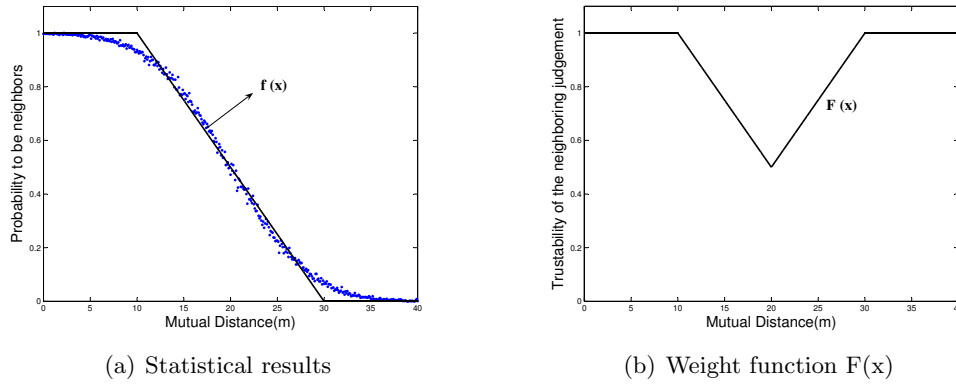 Probability to be neighbors
1
0.8
0.6
0.4
0.2
0
0 5 10 15 20 25 30 35 40
Mutual Distance(m)
f (x)
(a) Statistical results
Trustability of the neighboring judgement
1
0.8
0.6
0.4
0.2
0
0 5 10 15 20 25 30 35 40
Mutual Distance(m)
F (x)
(b) Weight function F(x)